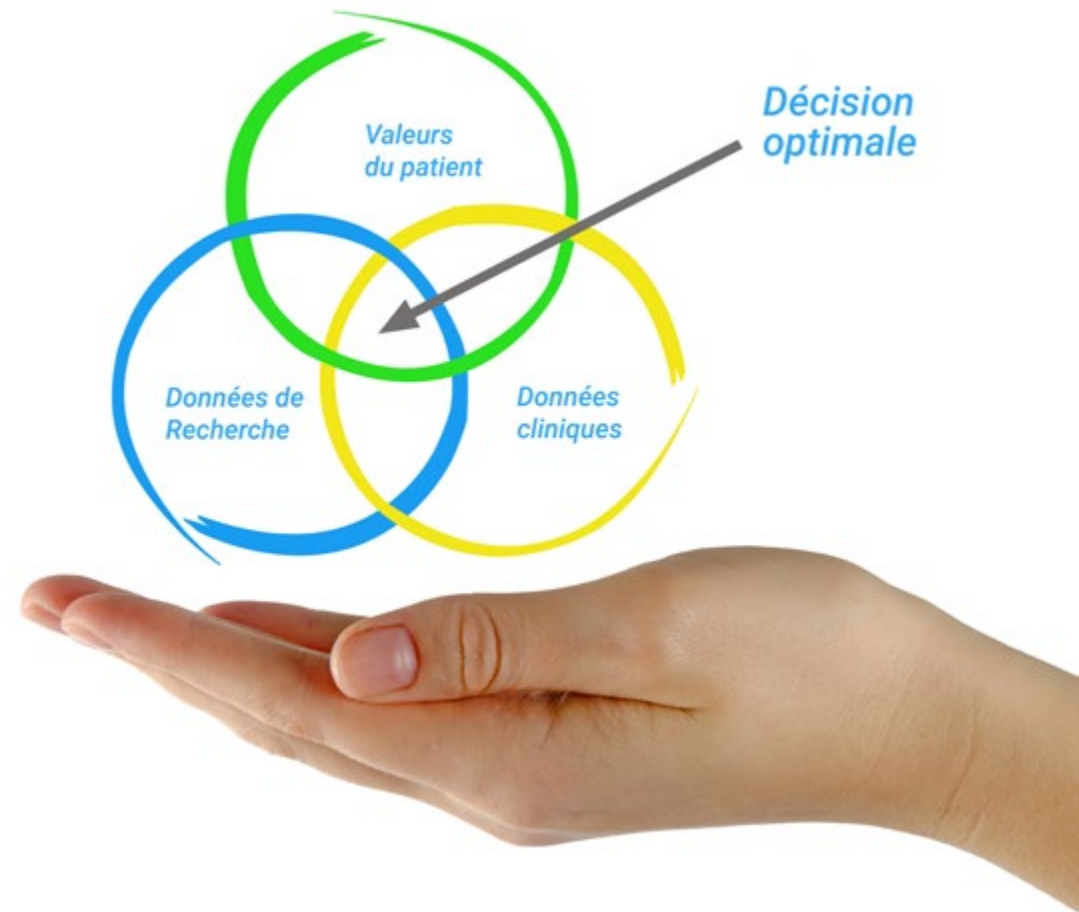 Valeurs
du patient
Décision
optimale
Données de
Recherche
Données
cliniques